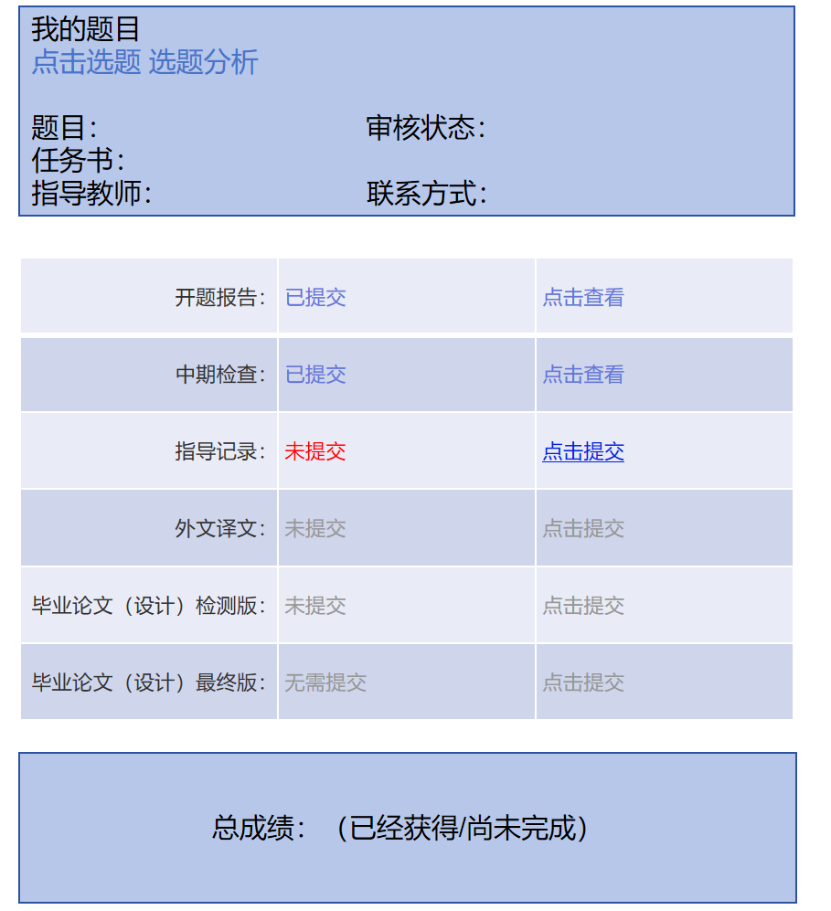 我的题目
点击选题 选题分析
题目： 审核状态：
任务书：
指导教师： 联系方式：
开题报告： 已提交 点击查看
中期检查： 已提交 点击查看
指导记录： 未提交 点击提交
外文译文： 未提交 点击提交
毕业论文（设计）检测版： 未提交 点击提交
毕业论文（设计）最终版： 无需提交 点击提交
总成绩：（已经获得/尚未完成）